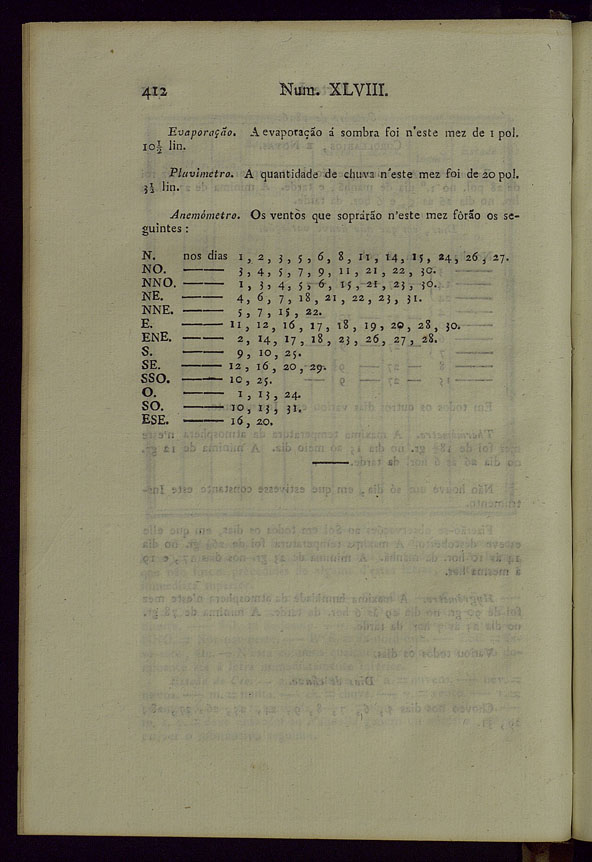 412 Num. XLVIII.
Evaporação. A evaporação á sombra foi n'este mez de 1 pol.
10½ lin.
Pluvimetro. A quantidade de chuva n'este mez foi de 20 pol.
3½ lin.
Anemómetro. Os ventos que soprárão n'este mez fôrão os se-
guintes :
N. nos dias 1, 2, 3, 5, 6, 8, 11, 14, 15, 24, 26, 27.
NO. —— 3, 4, 5, 7, 9, 11, 21, 22, 30.
NNO. —— 1, 3, 4, 5, 6, 15, 21, 23, 30.
NE. —— 4, 6, 7, 18, 21, 22, 23, 31.
NNE. —— 5, 7, 15, 22.
E. —— 11, 12, 16, 17, 18, 19, 20, 28, 30.
ENE. —— 2, 14, 17, 18, 23, 26, 27, 28.
S. —— 9, 10, 25.
SE. —— 12, 16, 20, 29.
SSO. —— 10, 25.
O. —— 1, 13, 24.
SO. —— 10, 13, 31.
ESE. —— 16, 20.